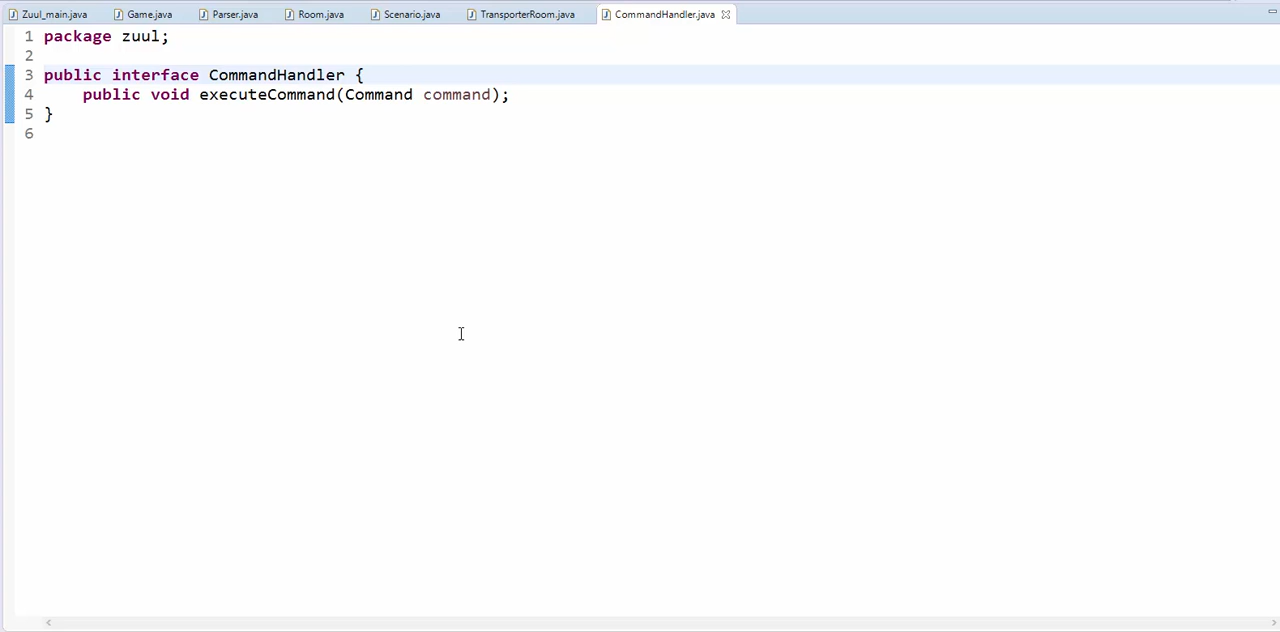 Zuul_main.java Game.java Parser.java Room.java Scenario.java TransporterRoom.java CommandHandler.java
1 package zuul;
2
3 public interface CommandHandler {
4     public void executeCommand(Command command);
5 }
6